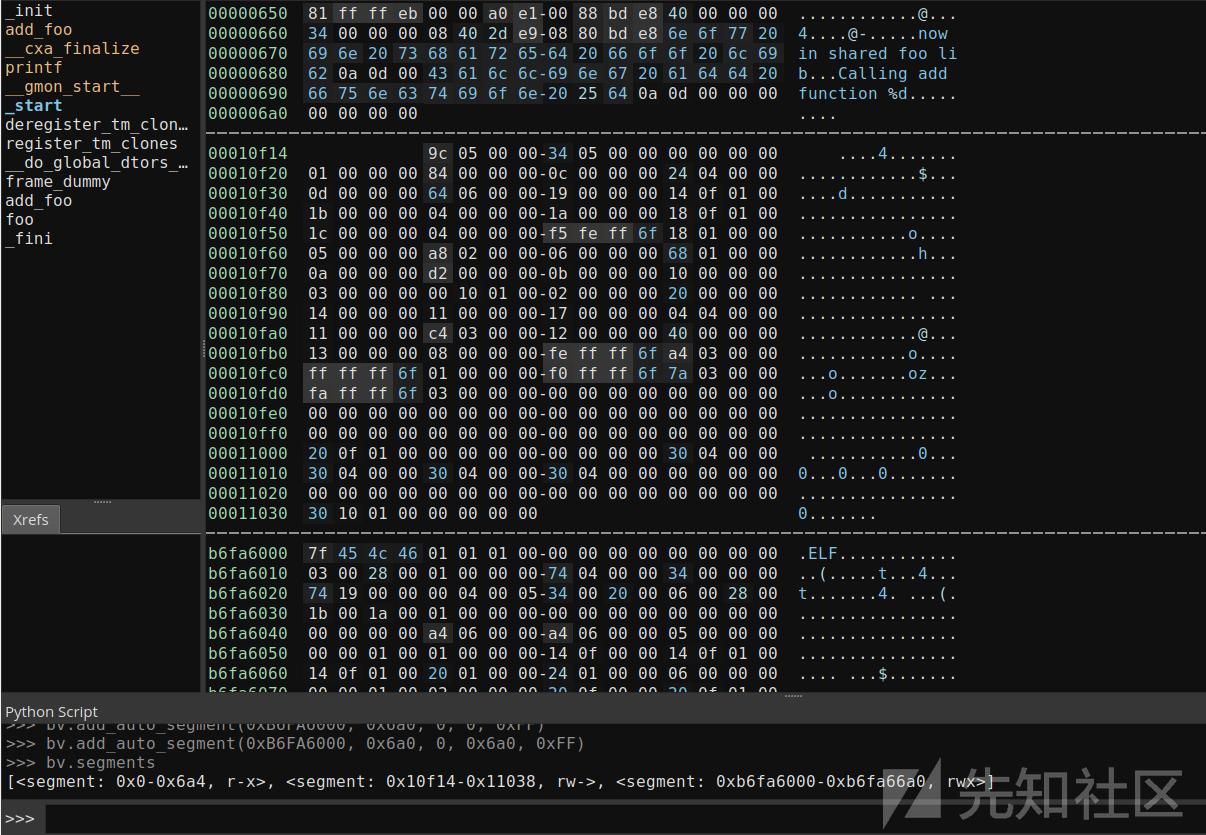 _init
add_foo
__cxa_finalize
printf
__gmon_start__
_start
deregister_tm_clon…
register_tm_clones
__do_global_dtors_…
frame_dummy
add_foo
foo
_fini
Xrefs
00000650 81 ff ff eb 00 00 a0 e1-00 88 bd e8 40 00 00 00 ............@...
00000660 34 00 00 00 08 40 2d e9-08 80 bd e8 6e 6f 77 20 4....@-.....now
00000670 69 6e 20 73 68 61 72 65-64 20 66 6f 6f 20 6c 69 in shared foo li
00000680 62 0a 0d 00 43 61 6c 6c-69 6e 67 20 61 64 64 20 b...Calling add
00000690 66 75 6e 63 74 69 6f 6e-20 25 64 0a 0d 00 00 00 function %d.....
000006a0 00 00 00 00 ....
00010f14 9c 05 00 00-34 05 00 00 00 00 00 00 ....4.......
00010f20 01 00 00 00 84 00 00 00-0c 00 00 00 24 04 00 00 ............$...
00010f30 0d 00 00 00 64 06 00 00-19 00 00 00 14 0f 01 00 ....d...........
00010f40 1b 00 00 00 04 00 00 00-1a 00 00 00 18 0f 01 00 ................
00010f50 1c 00 00 00 04 00 00 00-f5 fe ff 6f 18 01 00 00 ...........o....
00010f60 05 00 00 00 a8 02 00 00-06 00 00 00 68 01 00 00 ............h...
00010f70 0a 00 00 00 d2 00 00 00-0b 00 00 00 10 00 00 00 ................
00010f80 03 00 00 00 00 10 01 00-02 00 00 00 20 00 00 00 ............ ...
00010f90 14 00 00 00 11 00 00 00-17 00 00 00 04 04 00 00 ................
00010fa0 11 00 00 00 c4 03 00 00-12 00 00 00 40 00 00 00 ............@...
00010fb0 13 00 00 00 08 00 00 00-fe ff ff 6f a4 03 00 00 ...........o....
00010fc0 ff ff ff 6f 01 00 00 00-f0 ff ff 6f 7a 03 00 00 ...o.......oz...
00010fd0 fa ff ff 6f 03 00 00 00-00 00 00 00 00 00 00 00 ...o............
00010fe0 00 00 00 00 00 00 00 00-00 00 00 00 00 00 00 00 ................
00010ff0 00 00 00 00 00 00 00 00-00 00 00 00 00 00 00 00 ................
00011000 20 0f 01 00 00 00 00 00-00 00 00 00 30 04 00 00 ...........0...
00011010 30 04 00 00 30 04 00 00-30 04 00 00 00 00 00 00 0...0...0.......
00011020 00 00 00 00 00 00 00 00-00 00 00 00 00 00 00 00 ................
00011030 30 10 01 00 00 00 00 00 0.......
b6fa6000 7f 45 4c 46 01 01 01 00-00 00 00 00 00 00 00 00 .ELF............
b6fa6010 03 00 28 00 01 00 00 00-74 04 00 00 34 00 00 00 ..(.....t...4...
b6fa6020 74 19 00 00 00 04 00 05-34 00 20 00 06 00 28 00 t.......4. ...(.
b6fa6030 1b 00 1a 00 01 00 00 00-00 00 00 00 00 00 00 00 ................
b6fa6040 00 00 00 00 a4 06 00 00-a4 06 00 00 05 00 00 00 ................
b6fa6050 00 00 01 00 01 00 00 00-14 0f 00 00 14 0f 01 00 ................
b6fa6060 14 0f 01 00 20 01 00 00-24 01 00 00 06 00 00 00 .... ...$.......
b6fa6070 00 00 01 00 02 00 00 00-20 0f 00 00 20 0f 01 00
Python Script
>>> bv.add_auto_segment(0xB6FA6000, 0x6a0, 0, 0, 0xFF)
>>> bv.add_auto_segment(0xB6FA6000, 0x6a0, 0, 0x6a0, 0xFF)
>>> bv.segments
[<segment: 0x0-0x6a4, r-x>, <segment: 0x10f14-0x11038, rw->, <segment: 0xb6fa6000-0xb6fa66a0, rwx>]
>>>
先知社区